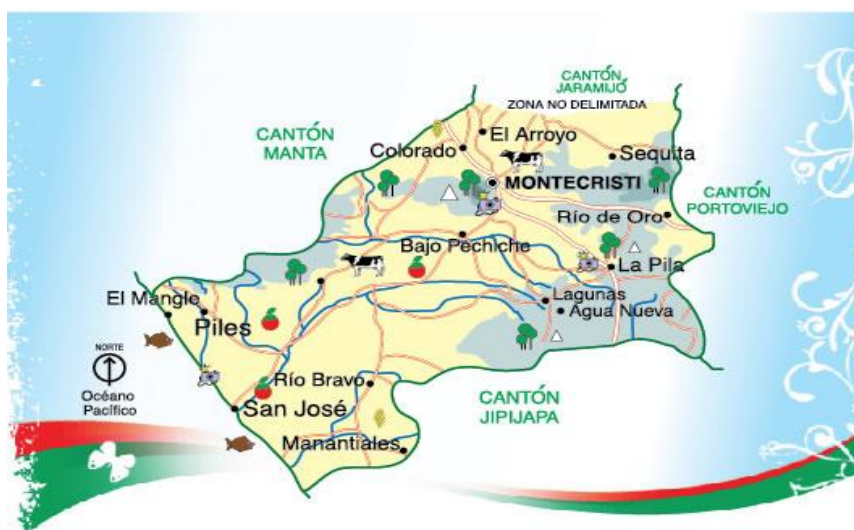 CANTÓN
JARAMIJÓ
ZONA NO DELIMITADA
CANTÓN
MANTA
El Arroyo
Colorado
Sequita
MONTECRISTI
CANTÓN
PORTOVIEJO
Río de Oro
Bajo Pechiche
La Pila
El Mangle
Lagunas
Agua Nueva
Piles
NORTE
Océano
Pacífico
Río Bravo
San José
CANTÓN
JIPIJAPA
Manantiales